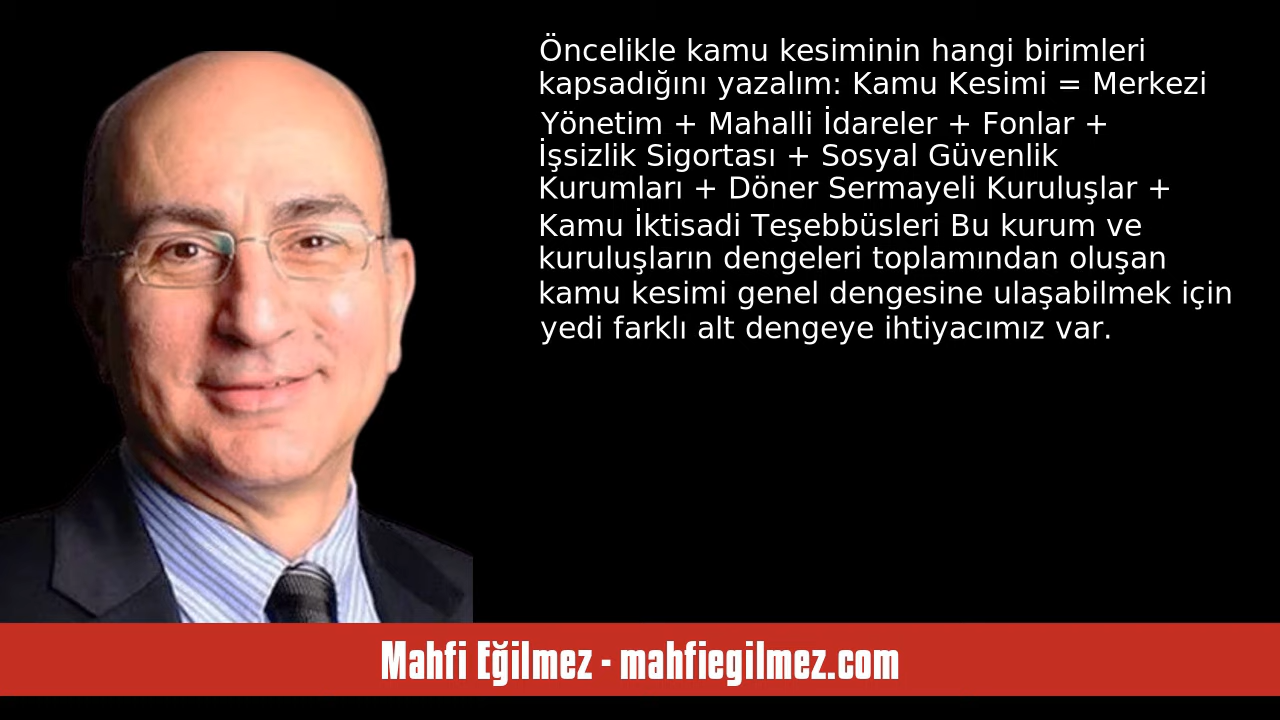 Öncelikle kamu kesiminin hangi birimleri
kapsadığını yazalım: Kamu Kesimi = Merkezi
Yönetim + Mahalli İdareler + Fonlar +
İşsizlik Sigortası + Sosyal Güvenlik
Kurumları + Döner Sermayeli Kuruluşlar +
Kamu İktisadi Teşebbüsleri Bu kurum ve
kuruluşların dengeleri toplamından oluşan
kamu kesimi genel dengesine ulaşabilmek için
yedi farklı alt dengeye ihtiyacımız var.
Mahfi Eğilmez - mahfiegilmez.com